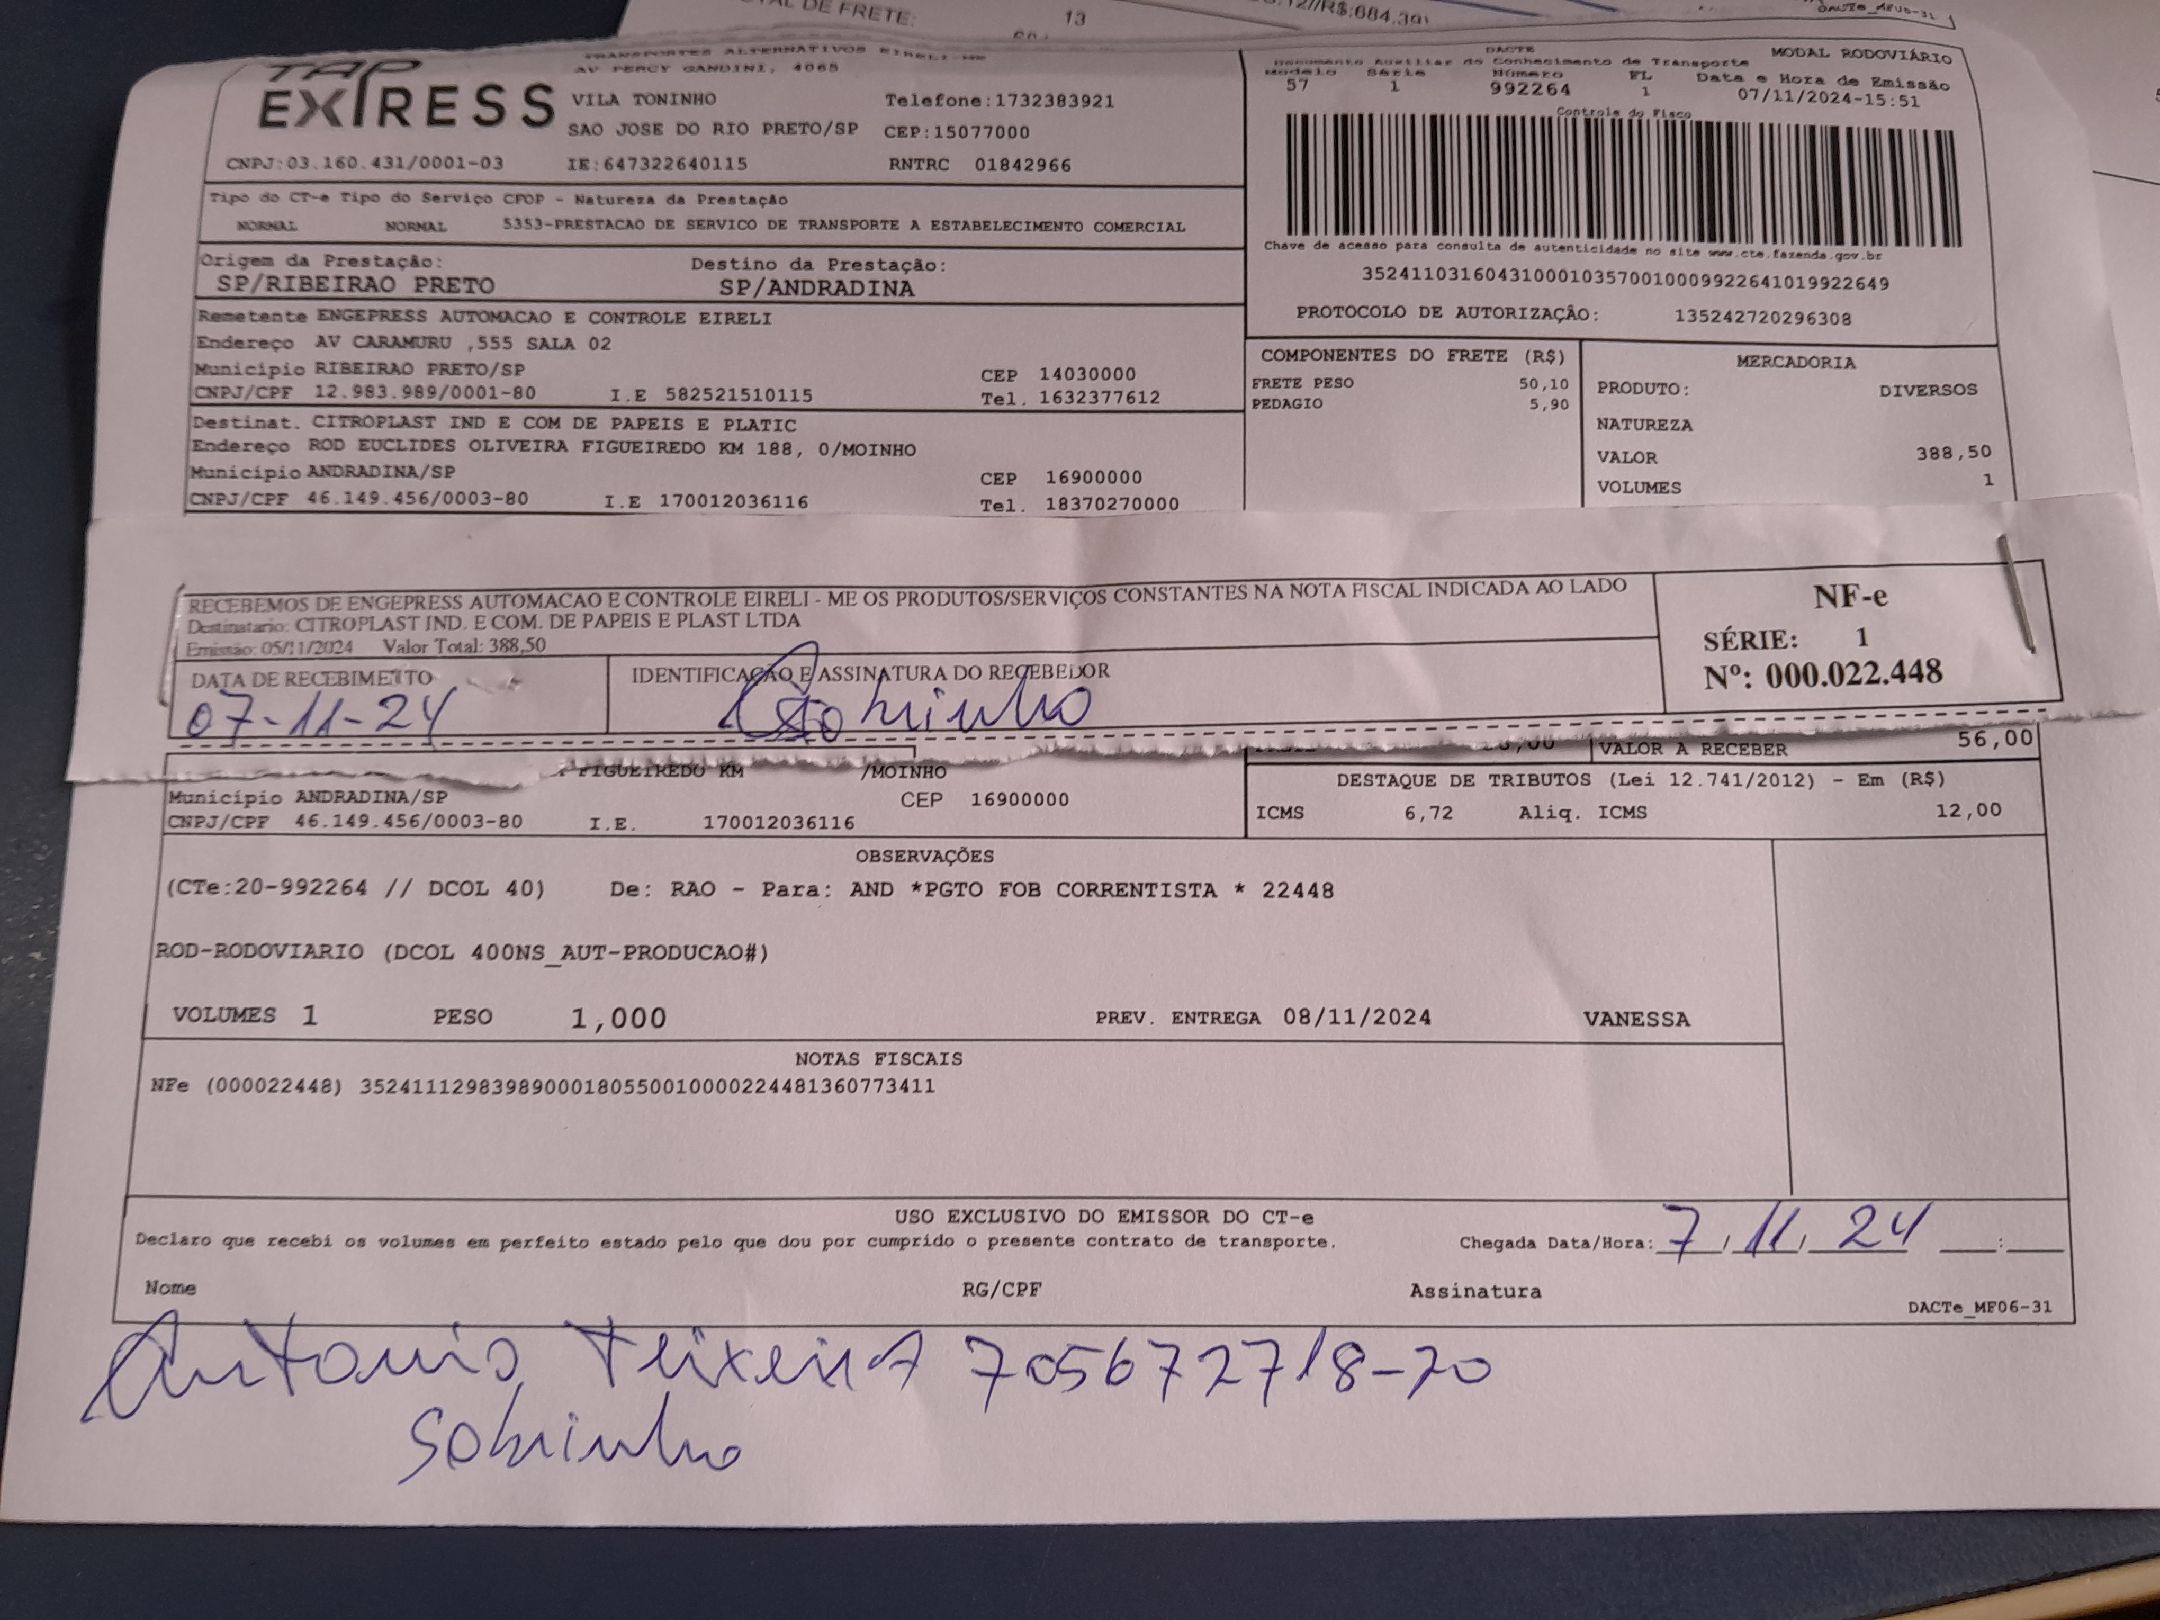 TAL DE FRETE:
13
DACTe_MF06-31
TRANSPORTES ALTERNATIVOS EIRELI-ME
AV PERCY GANDINI, 4065
TAP EXPRESS
VILA TONINHO Telefone:1732383921
SAO JOSE DO RIO PRETO/SP CEP:15077000
CNPJ:03.160.431/0001-03 IE:647322640115 RNTRC 01842966
DACTE MODAL RODOVIÁRIO
Documento Auxiliar do Conhecimento de Transporte
Modelo Série Número FL Data e Hora de Emissão
57 1 992264 1 07/11/2024-15:51
Controle do Fisco
Chave de acesso para consulta de autenticidade no site www.cte.fazenda.gov.br
35241103160431000103570010009922641019922649
PROTOCOLO DE AUTORIZAÇÃO: 135242720296308
Tipo do CT-e Tipo do Serviço CFOP - Natureza da Prestação
NORMAL NORMAL 5353-PRESTACAO DE SERVICO DE TRANSPORTE A ESTABELECIMENTO COMERCIAL
Origem da Prestação: Destino da Prestação:
SP/RIBEIRAO PRETO SP/ANDRADINA
Remetente ENGEPRESS AUTOMACAO E CONTROLE EIRELI
Endereço AV CARAMURU ,555 SALA 02
Município RIBEIRAO PRETO/SP CEP 14030000
CNPJ/CPF 12.983.989/0001-80 I.E 582521510115 Tel. 1632377612
Destinat. CITROPLAST IND E COM DE PAPEIS E PLATIC
Endereço ROD EUCLIDES OLIVEIRA FIGUEIREDO KM 188, 0/MOINHO
Município ANDRADINA/SP CEP 16900000
CNPJ/CPF 46.149.456/0003-80 I.E 170012036116 Tel. 18370270000
COMPONENTES DO FRETE (R$)
FRETE PESO 50,10
PEDAGIO 5,90
MERCADORIA
PRODUTO: DIVERSOS
NATUREZA
VALOR 388,50
VOLUMES 1
RECEBEMOS DE ENGEPRESS AUTOMACAO E CONTROLE EIRELI - ME OS PRODUTOS/SERVIÇOS CONSTANTES NA NOTA FISCAL INDICADA AO LADO
Destinatario: CITROPLAST IND. E COM. DE PAPEIS E PLAST LTDA
Emissão: 05/11/2024 Valor Total: 388,50
DATA DE RECEBIMETTO IDENTIFICAÇÃO E ASSINATURA DO RECEBEDOR
07-11-24 Sobrinho
NF-e
SÉRIE: 1
Nº: 000.022.448
VALOR A RECEBER 56,00
FIGUEIREDO KM /MOINHO
Município ANDRADINA/SP CEP 16900000
CNPJ/CPF 46.149.456/0003-80 I.E. 170012036116
DESTAQUE DE TRIBUTOS (Lei 12.741/2012) - Em (R$)
ICMS 6,72 Aliq. ICMS 12,00
OBSERVAÇÕES
(CTe:20-992264 // DCOL 40) De: RAO - Para: AND *PGTO FOB CORRENTISTA * 22448
ROD-RODOVIARIO (DCOL 400NS_AUT-PRODUCAO#)
VOLUMES 1 PESO 1,000 PREV. ENTREGA 08/11/2024 VANESSA
NOTAS FISCAIS
NFe (000022448) 35241112983989000180550010000224481360773411
USO EXCLUSIVO DO EMISSOR DO CT-e
Declaro que recebi os volumes em perfeito estado pelo que dou por cumprido o presente contrato de transporte. Chegada Data/Hora: 7/11/24 __:__
Nome RG/CPF Assinatura
DACTe_MF06-31
Antonio Teixeira 705672718-20
Sobrinho